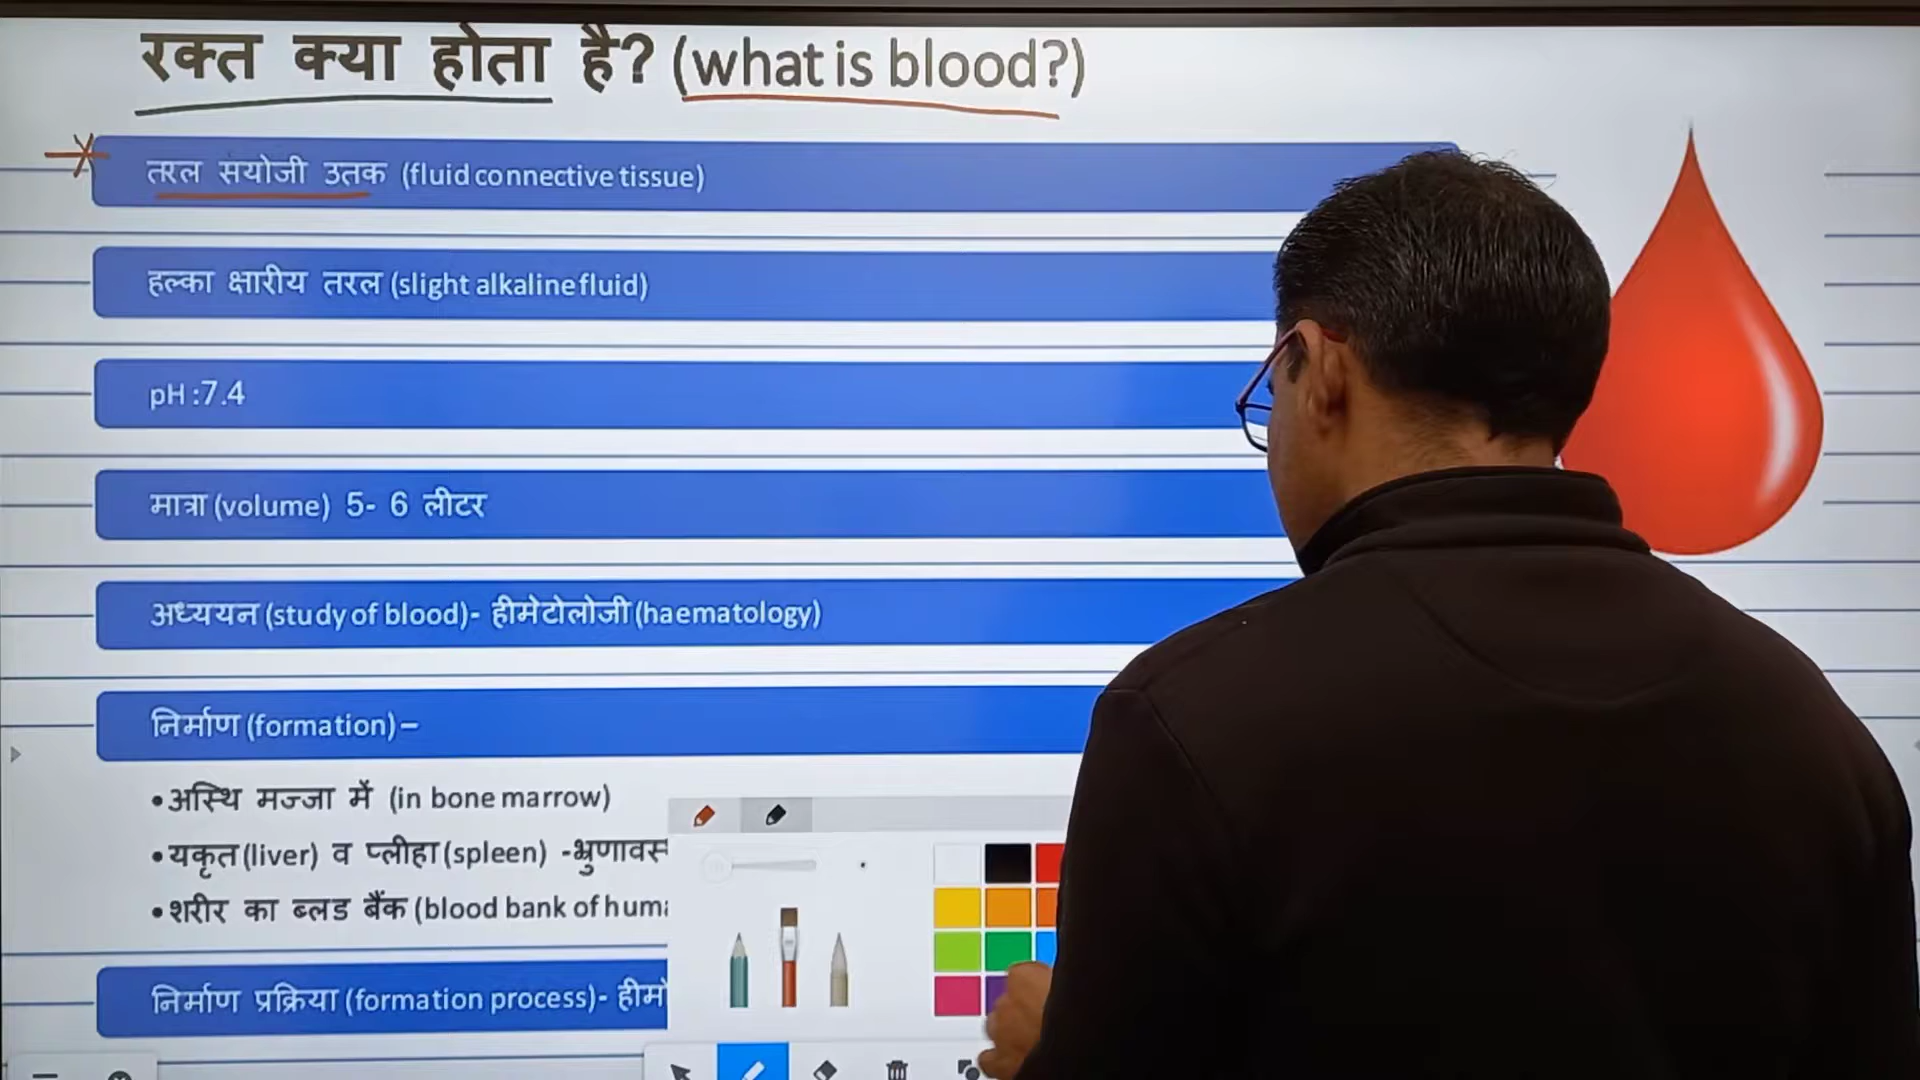 रक्त क्या होता है? (what is blood?)
तरल संयोजी उतक (fluid connective tissue)
हल्का क्षारीय तरल (slight alkaline fluid)
pH :7.4
मात्रा (volume) 5- 6 लीटर
अध्ययन (study of blood)- हीमेटोलोजी (haematology)
निर्माण (formation) –
•अस्थि मज्जा में (in bone marrow)
•यकृत (liver) व प्लीहा (spleen) -
•शरीर का ब्लड बैंक (blood bank of
निर्माण प्रक्रिया (formation process)-